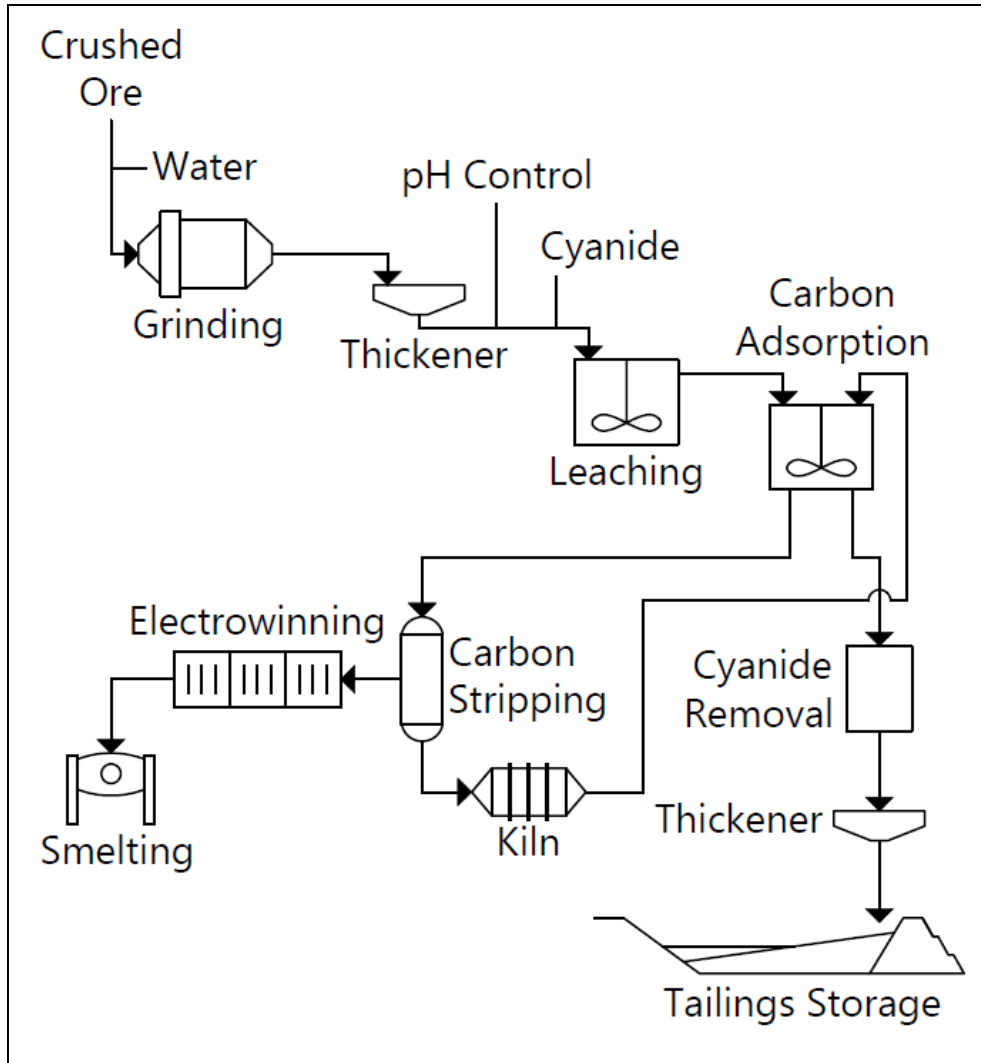 Crushed
Ore
Water
pH Control
Cyanide
Grinding
Thickener
Carbon
Adsorption
Leaching
Electrowinning
Carbon
Stripping
Cyanide
Removal
Smelting
Kiln
Thickener
Tailings Storage